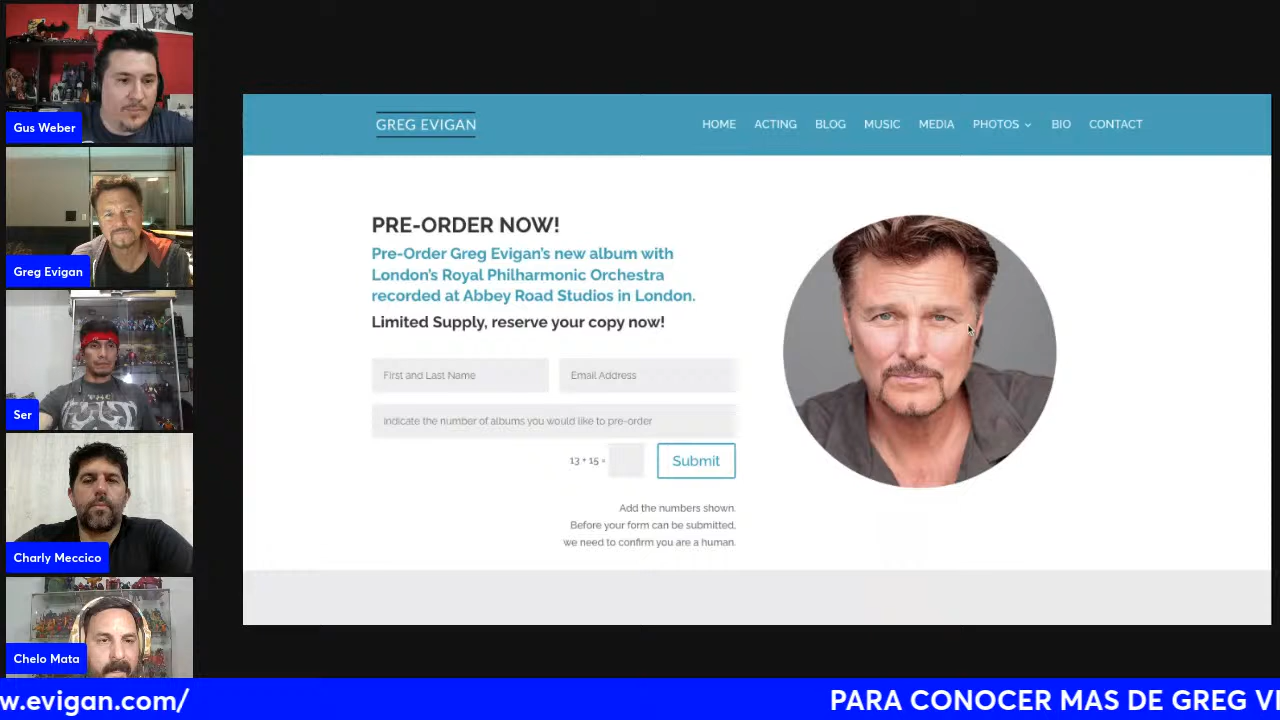 Gus Weber
Greg Evigan
Ser
Charly Meccico
Chelo Mata
GREG EVIGAN
HOME ACTING BLOG MUSIC MEDIA PHOTOS BIO CONTACT
PRE-ORDER NOW!
Pre-Order Greg Evigan's new album with
London's Royal Philharmonic Orchestra
recorded at Abbey Road Studios in London.
Limited Supply, reserve your copy now!
First and Last Name
Email Address
Indicate the number of albums you would like to pre-order
13 + 15 =
Submit
Add the numbers shown.
Before your form can be submitted,
we need to confirm you are a human.
w.evigan.com/ PARA CONOCER MAS DE GREG VI